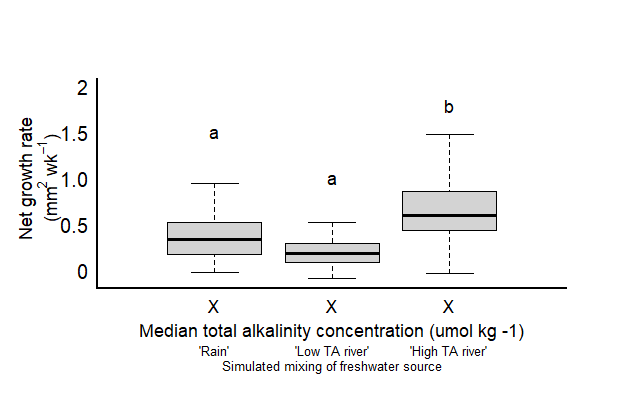 2
1.5
1.0
0.5
0
Net growth rate
(mm² wk⁻¹)
a
a
b
X X X
Median total alkalinity concentration (umol kg -1)
'Rain' 'Low TA river' 'High TA river'
Simulated mixing of freshwater source